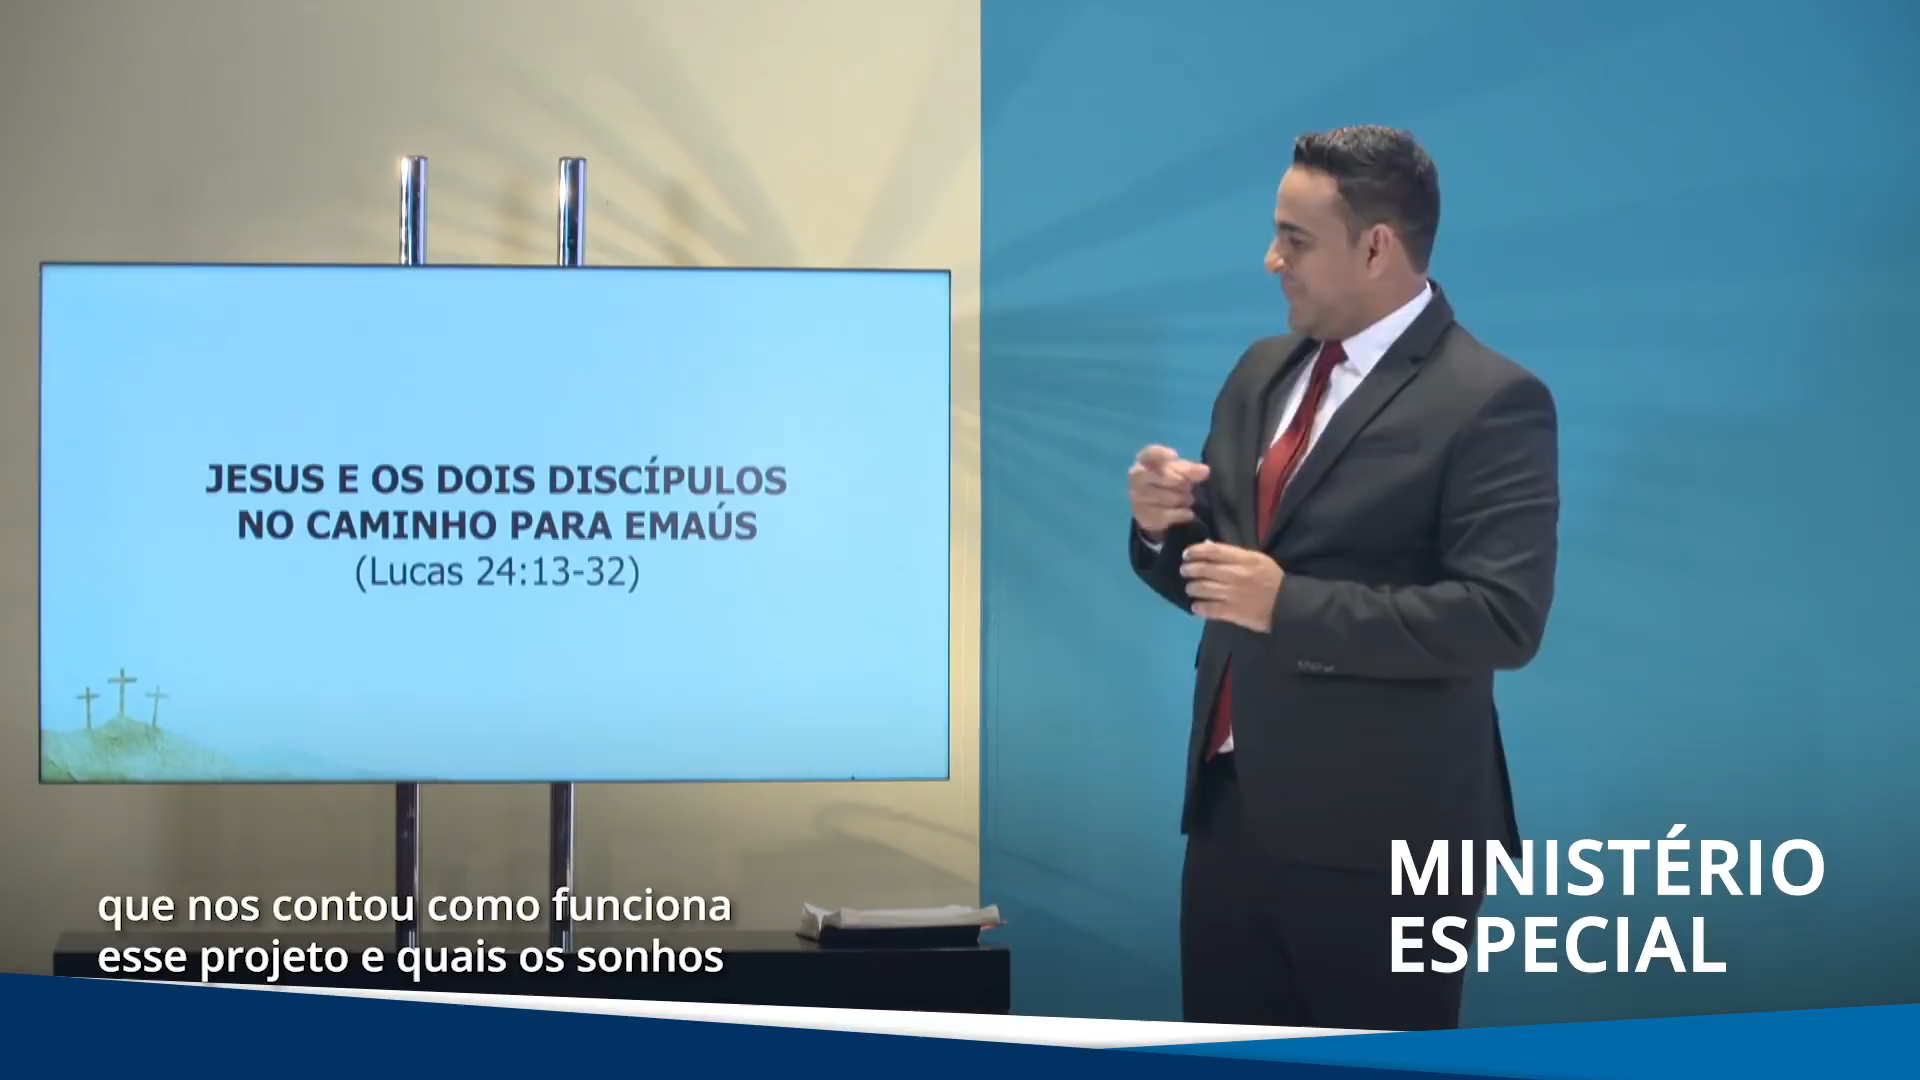 JESUS E OS DOIS DISCÍPULOS
NO CAMINHO PARA EMAÚS
(Lucas 24:13-32)
que nos contou como funciona
esse projeto e quais os sonhos
MINISTÉRIO
ESPECIAL